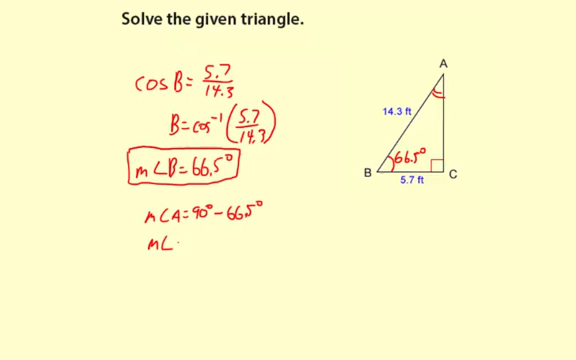 Solve the given triangle.
cos B = 5.7/14.3
B = cos⁻¹(5.7/14.3)
m∠B = 66.5°
m∠A = 90° − 66.5°
m∠
A
14.3 ft
66.5°
B
5.7 ft
C